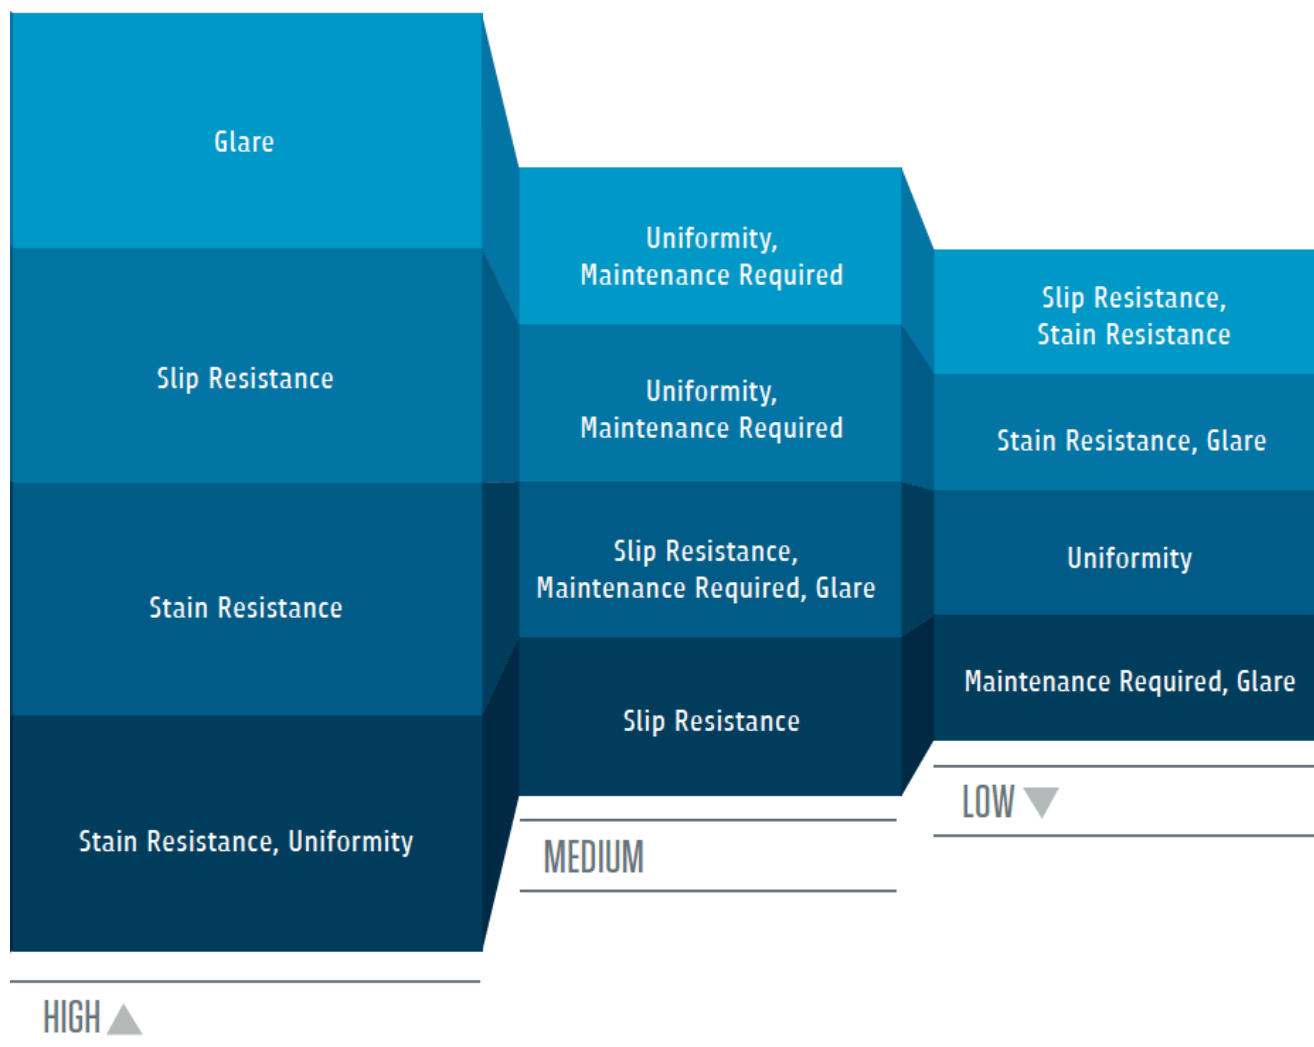 Glare
Slip Resistance
Stain Resistance
Stain Resistance, Uniformity
HIGH
Uniformity,
Maintenance Required
Uniformity,
Maintenance Required
Slip Resistance,
Maintenance Required, Glare
Slip Resistance
MEDIUM
Slip Resistance,
Stain Resistance
Stain Resistance, Glare
Uniformity
Maintenance Required, Glare
LOW